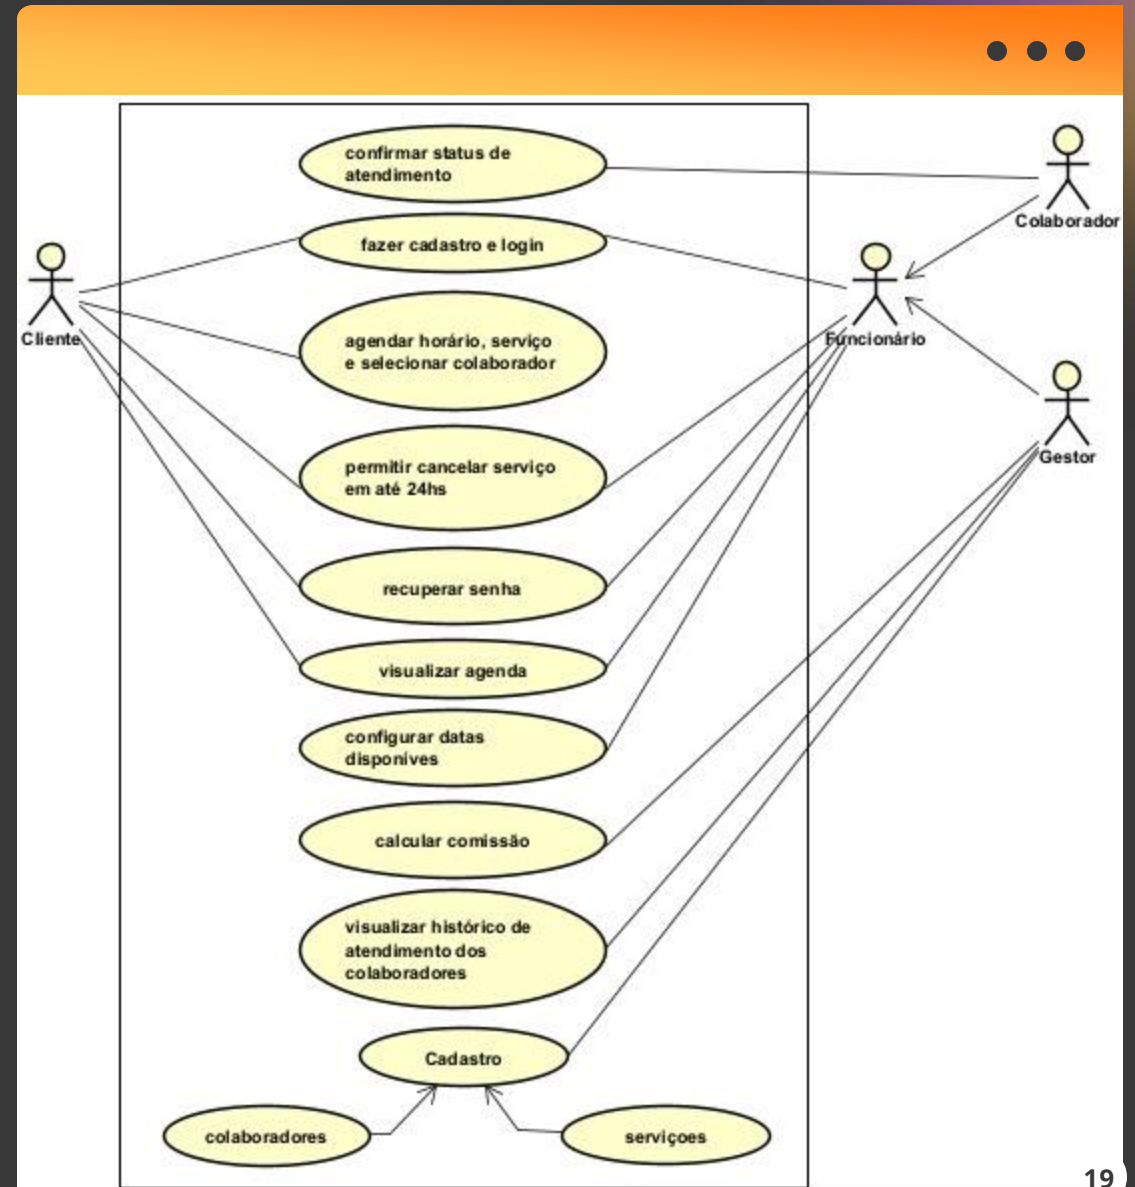 confirmar status de
atendimento
Colaborador
fazer cadastro e login
Cliente
Funcionário
agendar horário, serviço
e selecionar colaborador
Gestor
permitir cancelar serviço
em até 24hs
recuperar senha
visualizar agenda
configurar datas
disponíves
calcular comissão
visualizar histórico de
atendimento dos
colaboradores
Cadastro
colaboradores
serviçoes
19